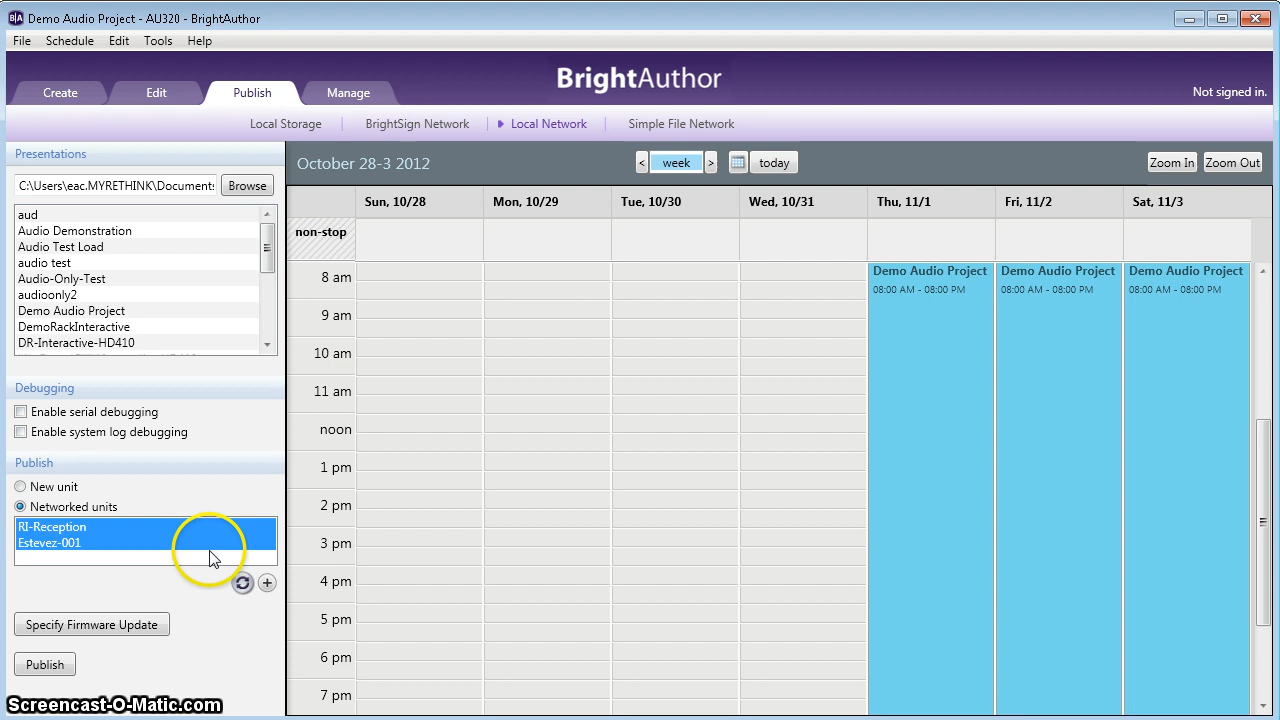 Demo Audio Project - AU320 - BrightAuthor
File Schedule Edit Tools Help
BrightAuthor
Create Edit Publish Manage
Not signed in.
Local Storage BrightSign Network Local Network Simple File Network
Presentations
C:\Users\eac.MYRETHINK\Documents Browse
aud
Audio Demonstration
Audio Test Load
audio test
Audio-Only-Test
audioonly2
Demo Audio Project
DemoRackInteractive
DR-Interactive-HD410
Debugging
Enable serial debugging
Enable system log debugging
Publish
New unit
Networked units
RI-Reception
Estevez-001
Specify Firmware Update
Publish
October 28-3 2012 < week > today Zoom In Zoom Out
Sun, 10/28 Mon, 10/29 Tue, 10/30 Wed, 10/31 Thu, 11/1 Fri, 11/2 Sat, 11/3
non-stop
8 am Demo Audio Project Demo Audio Project Demo Audio Project
08:00 AM - 08:00 PM 08:00 AM - 08:00 PM 08:00 AM - 08:00 PM
9 am
10 am
11 am
noon
1 pm
2 pm
3 pm
4 pm
5 pm
6 pm
7 pm
Screencast-O-Matic.com